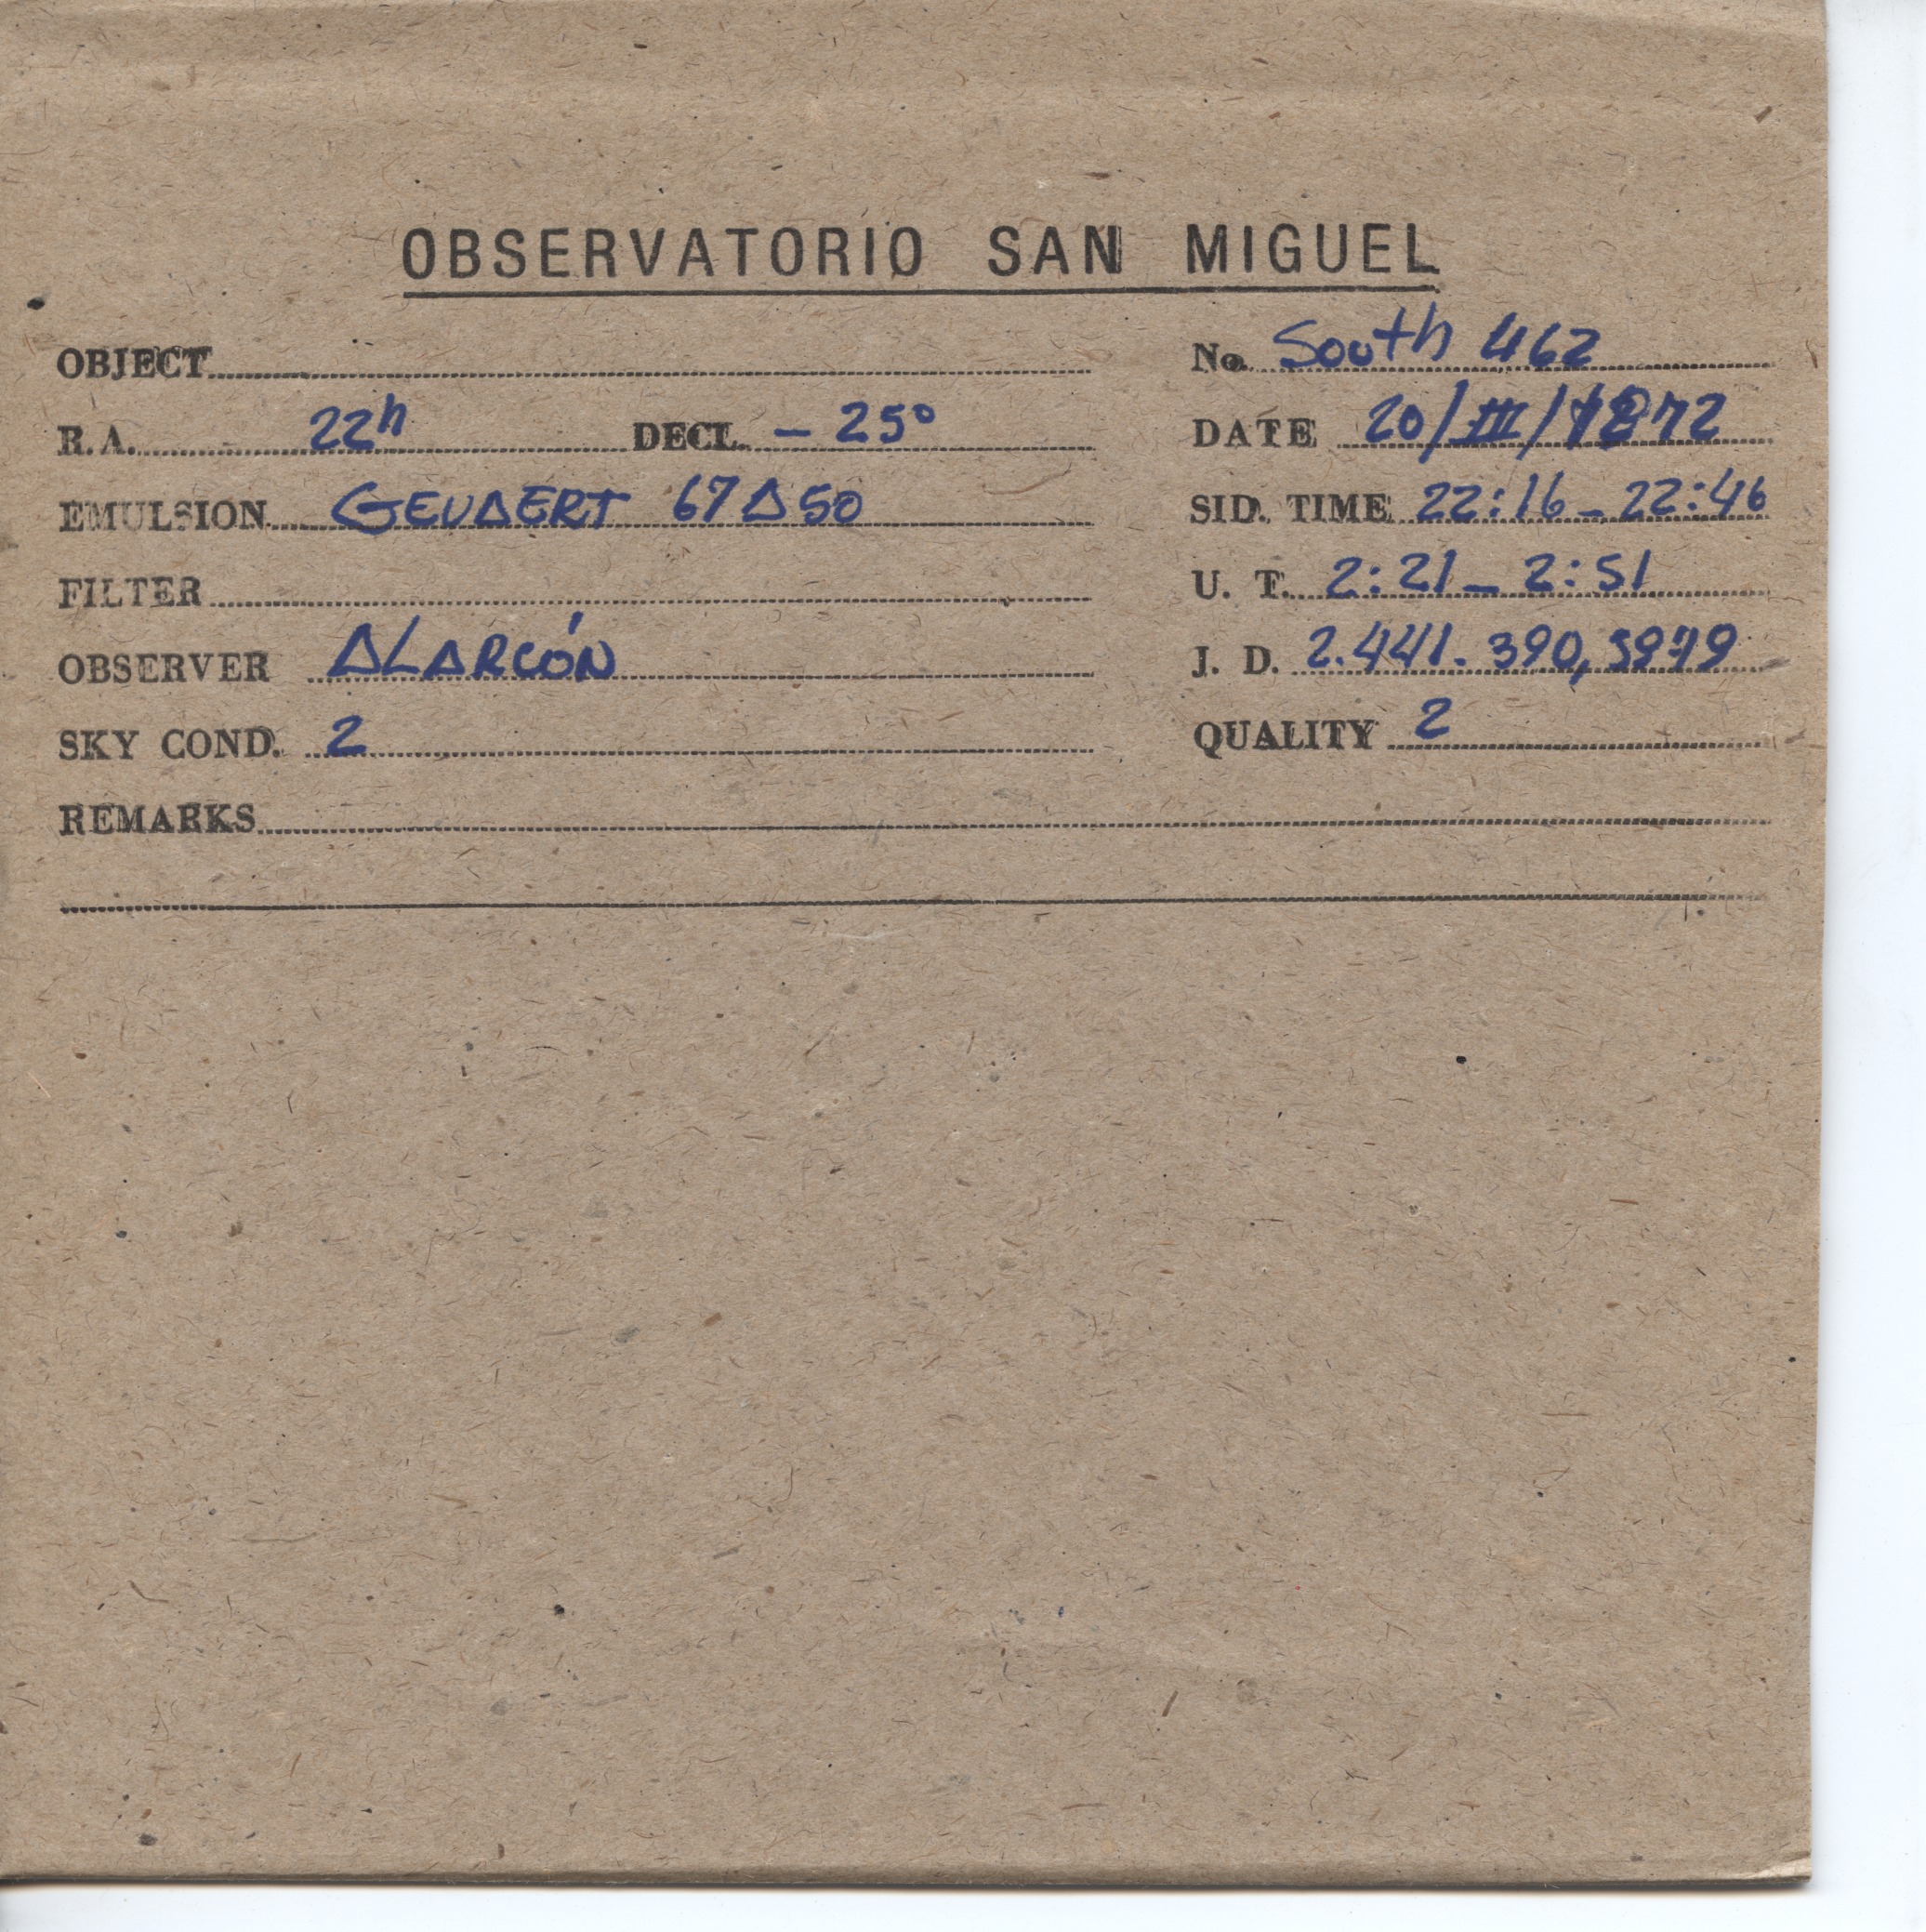 OBSERVATORIO SAN MIGUEL
OBJECT
No. South 462
R.A. 22h DECL. - 25°
DATE 20/III/1972
EMULSION GEVAERT 67A50
SID. TIME 22:16 - 22:46
FILTER
U. T. 2:21 - 2:51
OBSERVER ALARCÓN
J. D. 2.441.390,5979
SKY COND. 2
QUALITY 2
REMARKS